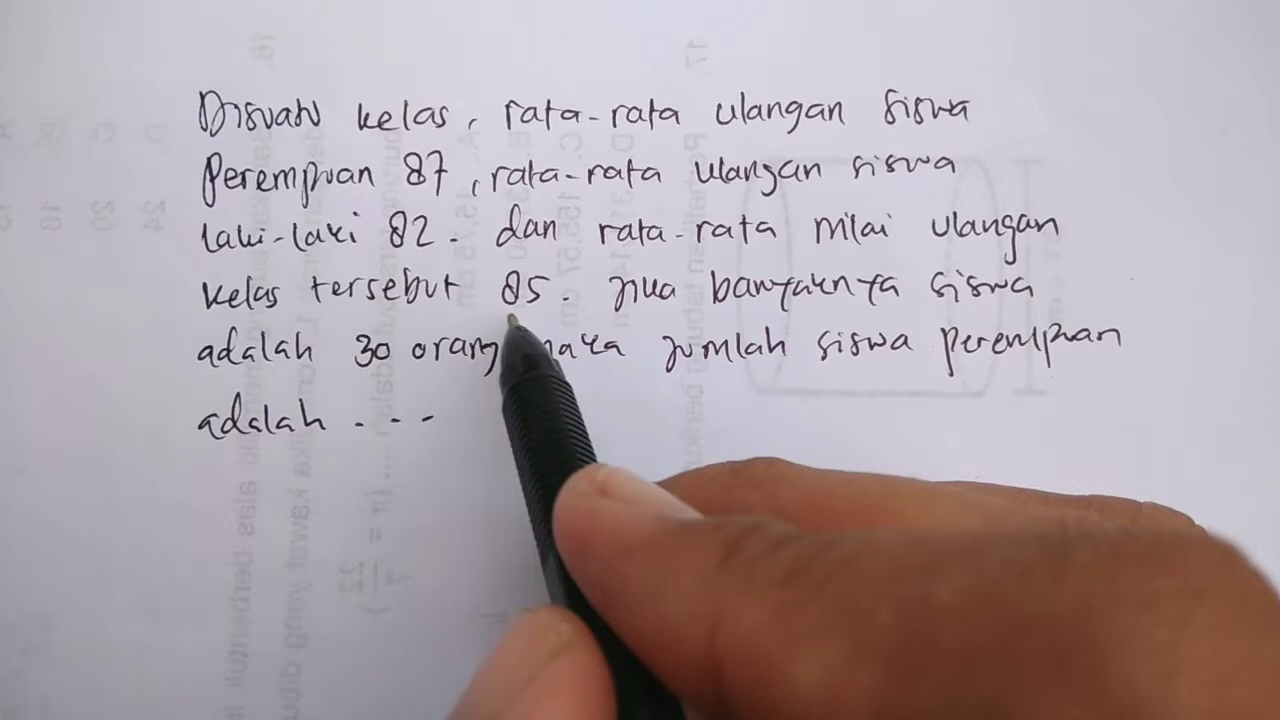 Disuatu kelas, rata-rata ulangan siswa
Perempuan 87, rata-rata ulangan siswa
laki-laki 82. dan rata-rata nilai ulangan
kelas tersebut 85. jika banyaknya siswa
adalah 30 orang maka jumlah siswa perempuan
adalah ...